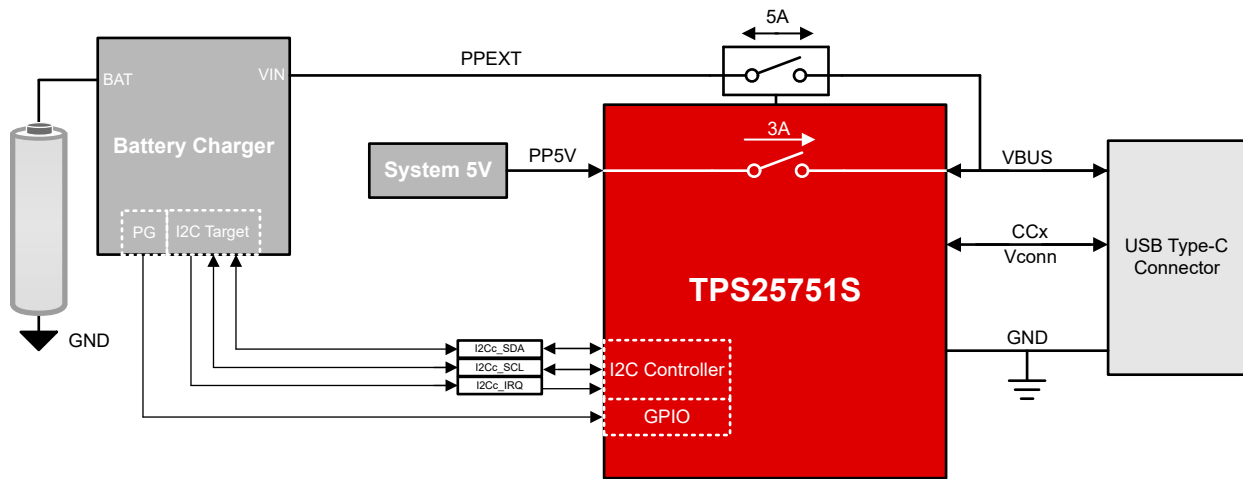 5A
PPEXT
BAT
VIN
Battery Charger
3A
System 5V
PP5V
VBUS
PG
I2C Target
CCx
Vconn
USB Type-C
Connector
TPS25751S
GND
GND
I2Cc_SDA
I2Cc_SCL
I2Cc_IRQ
I2C Controller
GPIO